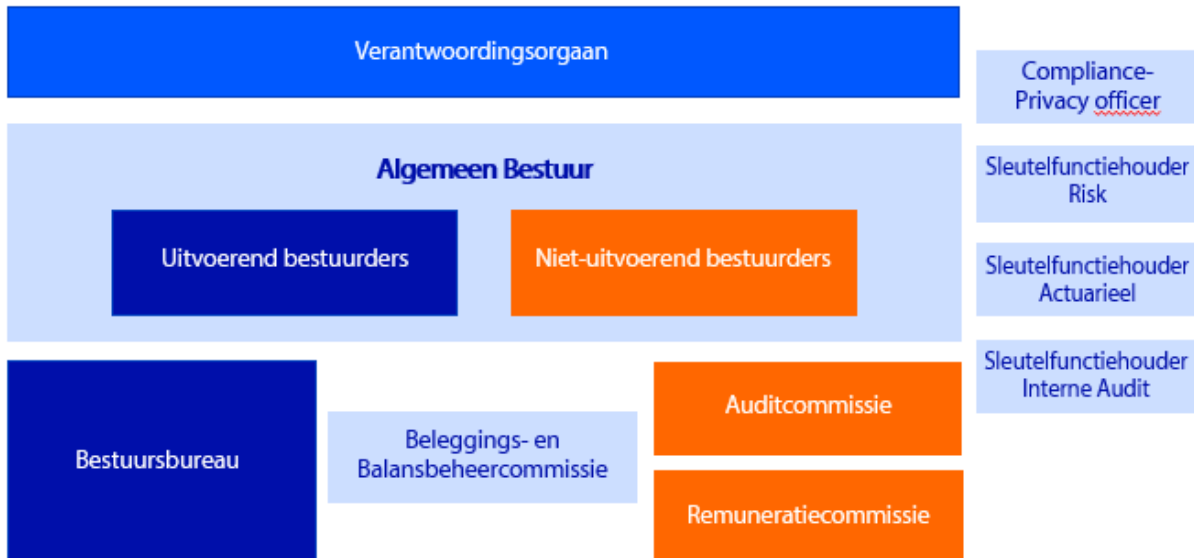 Verantwoordingsorgaan
Algemeen Bestuur
Uitvoerend bestuurders
Niet-uitvoerend bestuurders
Bestuursbureau
Beleggings- en
Balansbeheercommissie
Auditcommissie
Remuneratiecommissie
Compliance-
Privacy officer
Sleutelfunctiehouder
Risk
Sleutelfunctiehouder
Actuarieel
Sleutelfunctiehouder
Interne Audit